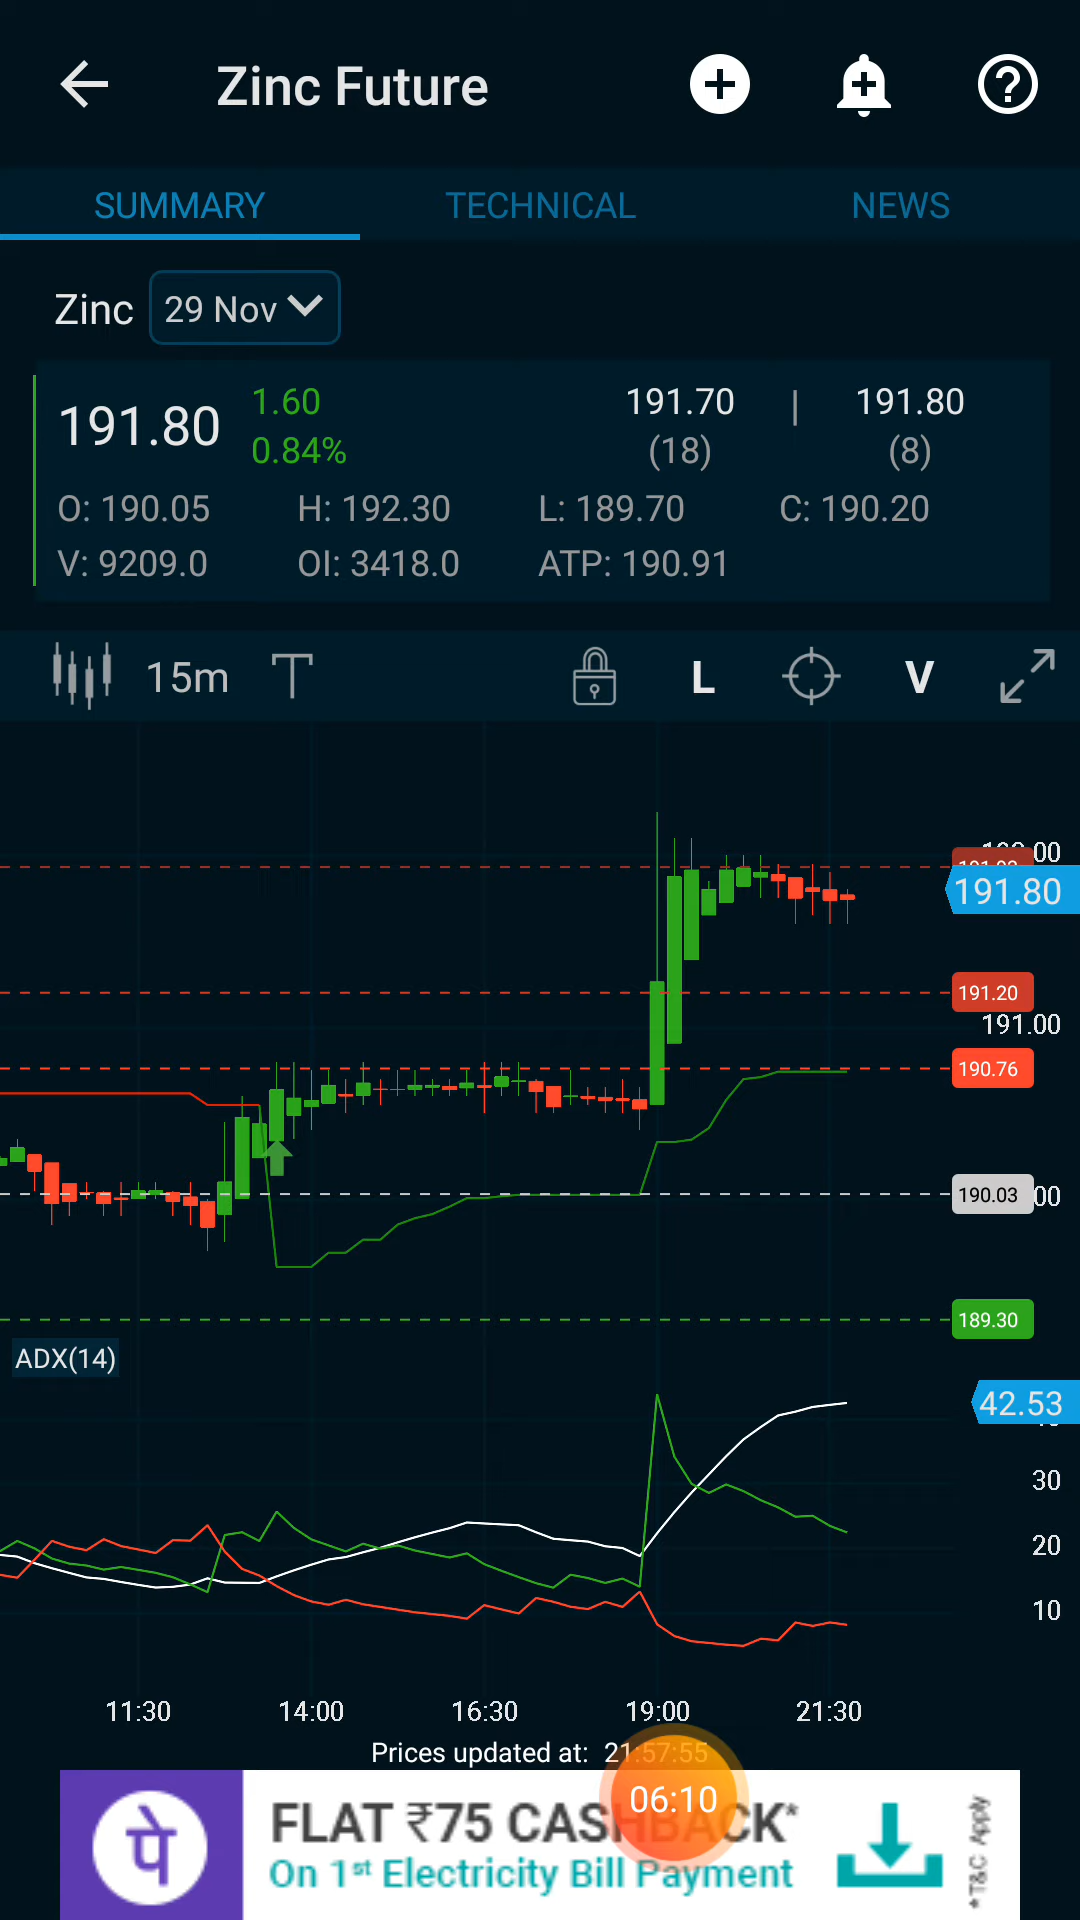 Zinc Future
SUMMARY TECHNICAL NEWS
Zinc 29 Nov
191.80 1.60 191.70 | 191.80
0.84% (18) (8)
O: 190.05 H: 192.30 L: 189.70 C: 190.20
V: 9209.0 OI: 3418.0 ATP: 190.91
15m T L V
191.80
191.20
191.00
190.76
190.03
189.30
ADX(14)
42.53
30
20
10
11:30 14:00 16:30 19:00 21:30
Prices updated at: 21:57:55
06:10
पे
FLAT ₹75 CASHBACK*
On 1st Electricity Bill Payment
*T&C Apply